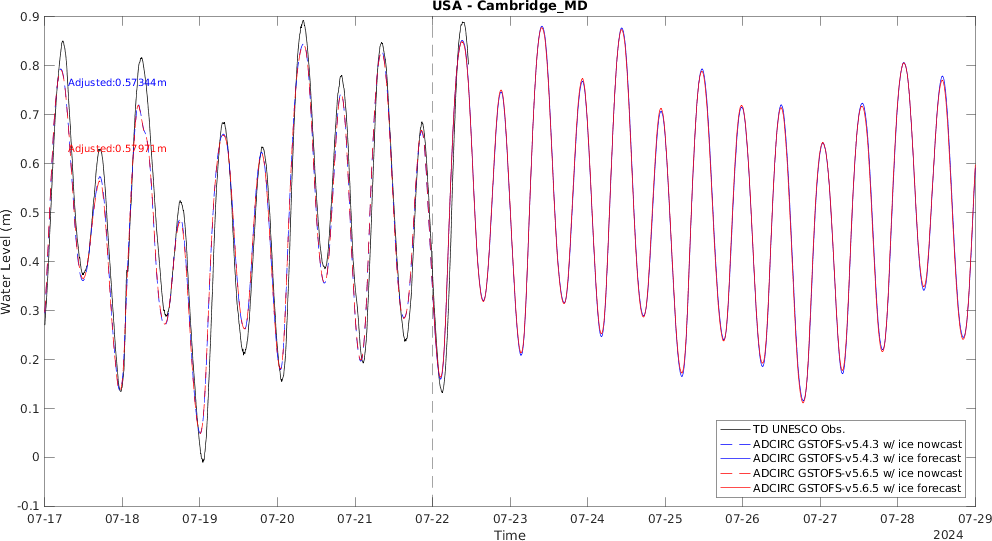 USA - Cambridge_MD
0.9
0.8
0.7
0.6
0.5
0.4
0.3
0.2
0.1
0
-0.1
Water Level (m)
Adjusted:0.57344m
Adjusted:0.57971m
TD UNESCO Obs.
ADCIRC GSTOFS-v5.4.3 w/ ice nowcast
ADCIRC GSTOFS-v5.4.3 w/ ice forecast
ADCIRC GSTOFS-v5.6.5 w/ ice nowcast
ADCIRC GSTOFS-v5.6.5 w/ ice forecast
07-17 07-18 07-19 07-20 07-21 07-22 07-23 07-24 07-25 07-26 07-27 07-28 07-29
Time
2024